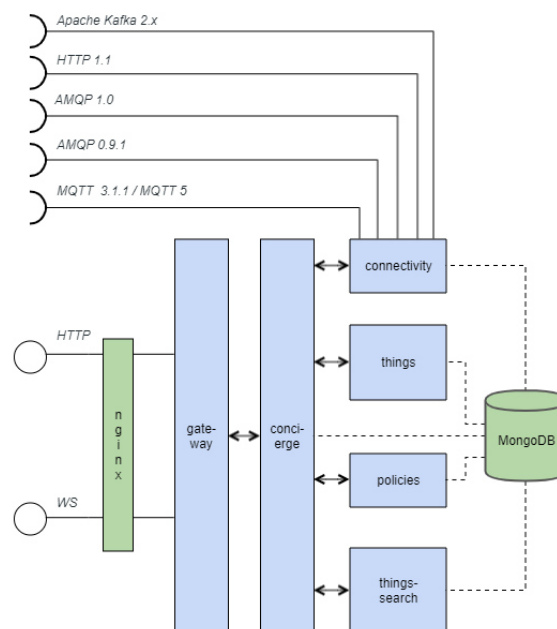 Apache Kafka 2.x
HTTP 1.1
AMQP 1.0
AMQP 0.9.1
MQTT 3.1.1 / MQTT 5
connectivity
HTTP
things
n
g
i
n
x
gate-
way
conci-
erge
MongoDB
policies
WS
things-
search